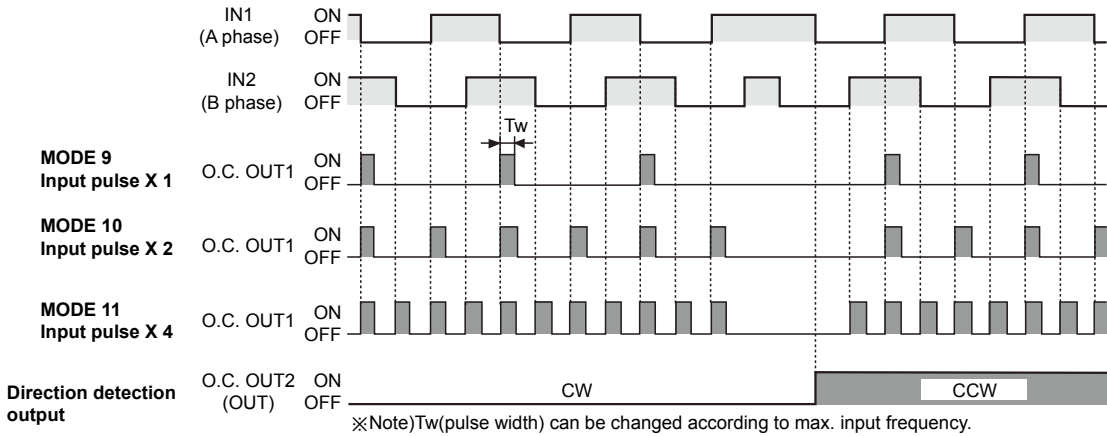 IN1 ON
(A phase) OFF
IN2 ON
(B phase) OFF
Tw
MODE 9 ON
Input pulse X 1 O.C. OUT1 OFF
MODE 10 ON
Input pulse X 2 O.C. OUT1 OFF
MODE 11 ON
Input pulse X 4 O.C. OUT1 OFF
Direction detection O.C. OUT2 ON CW CCW
output (OUT) OFF
※Note)Tw(pulse width) can be changed according to max. input frequency.